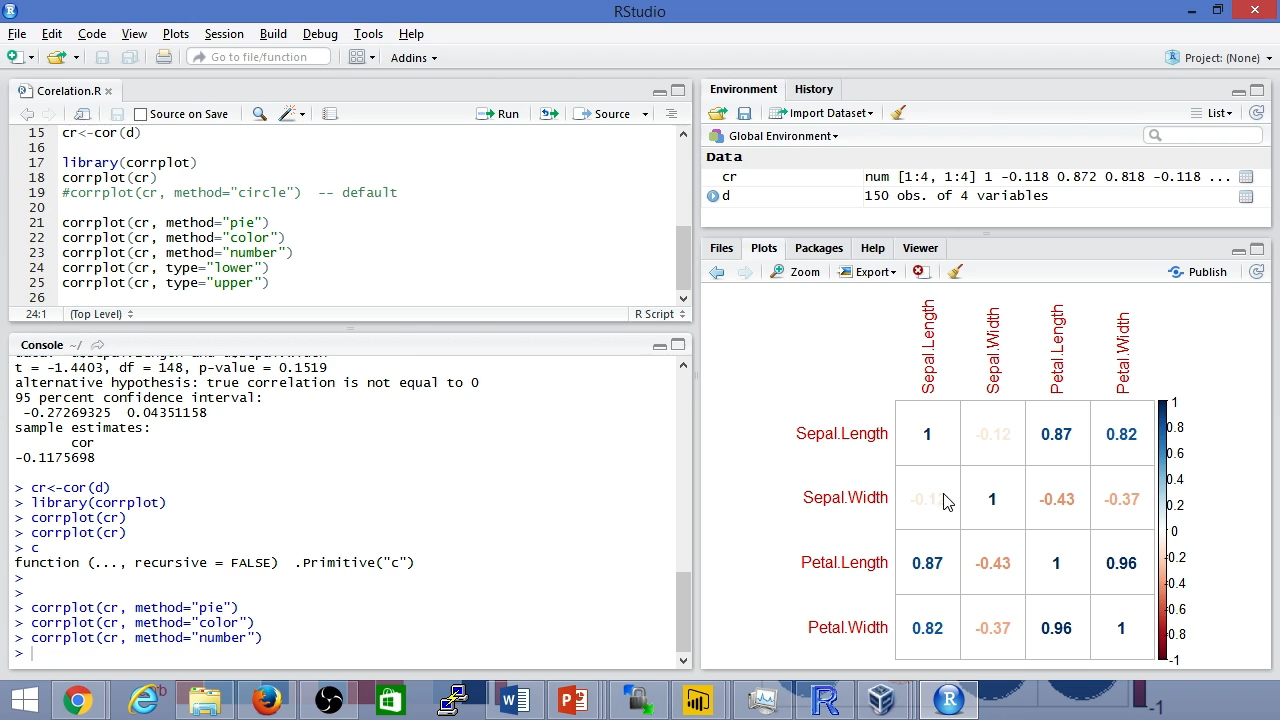 RStudio
File Edit Code View Plots Session Build Debug Tools Help
Go to file/function Addins Project: (None)
Corelation.R
Source on Save Run Source
15 cr<-cor(d)
16
17 library(corrplot)
18 corrplot(cr)
19 #corrplot(cr, method="circle") -- default
20
21 corrplot(cr, method="pie")
22 corrplot(cr, method="color")
23 corrplot(cr, method="number")
24 corrplot(cr, type="lower")
25 corrplot(cr, type="upper")
26
24:1 (Top Level) R Script
Console ~/
t = -1.4403, df = 148, p-value = 0.1519
alternative hypothesis: true correlation is not equal to 0
95 percent confidence interval:
-0.27269325 0.04351158
sample estimates:
cor
-0.1175698
> cr<-cor(d)
> library(corrplot)
> corrplot(cr)
> corrplot(cr)
> c
function (..., recursive = FALSE) .Primitive("c")
>
>
> corrplot(cr, method="pie")
> corrplot(cr, method="color")
> corrplot(cr, method="number")
>
Environment History
Import Dataset List
Global Environment
Data
cr num [1:4, 1:4] 1 -0.118 0.872 0.818 -0.118 ...
d 150 obs. of 4 variables
Files Plots Packages Help Viewer
Zoom Export Publish
Sepal.Length
Sepal.Width
Petal.Length
Petal.Width
Sepal.Length 1 -0.12 0.87 0.82
Sepal.Width 1 -0.43 -0.37
Petal.Length 0.87 -0.43 1 0.96
Petal.Width 0.82 -0.37 0.96 1
1
0.8
0.6
0.4
0.2
0
-0.2
-0.4
-0.6
-0.8
-1
-1